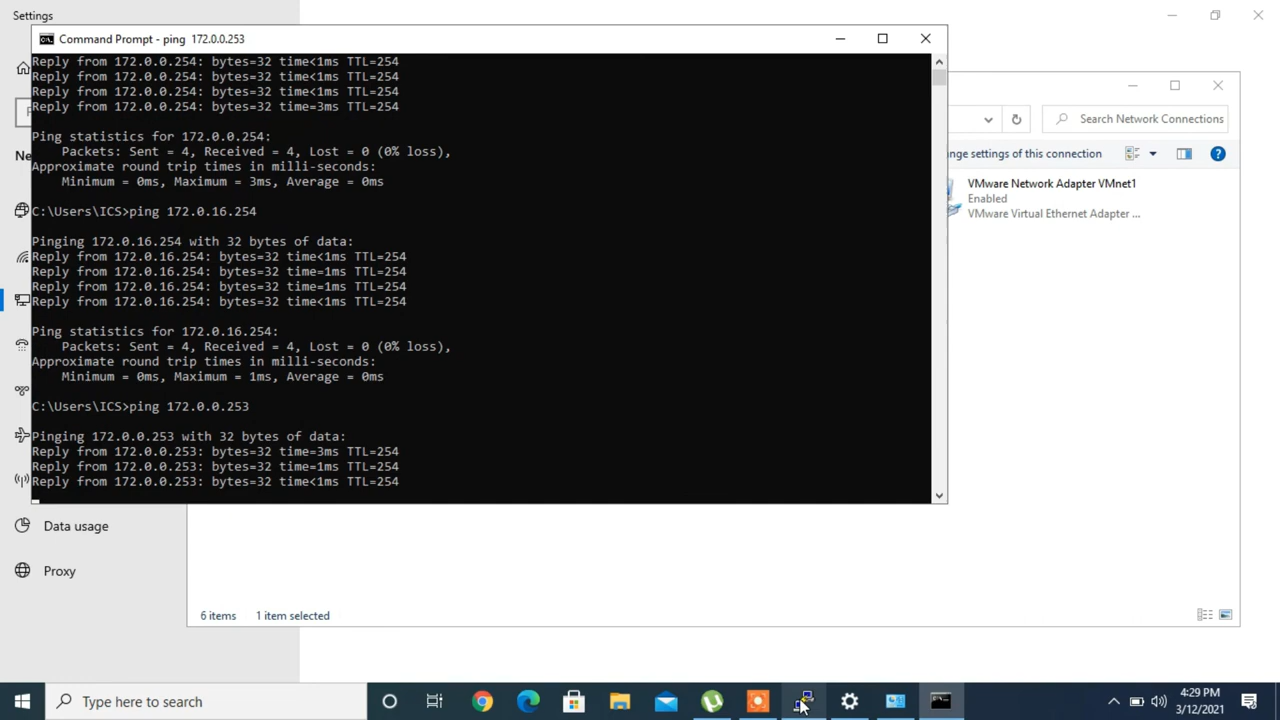 Settings
Command Prompt - ping 172.0.0.253
Reply from 172.0.0.254: bytes=32 time<1ms TTL=254
Reply from 172.0.0.254: bytes=32 time<1ms TTL=254
Reply from 172.0.0.254: bytes=32 time<1ms TTL=254
Reply from 172.0.0.254: bytes=32 time=3ms TTL=254
Ping statistics for 172.0.0.254:
Packets: Sent = 4, Received = 4, Lost = 0 (0% loss),
Approximate round trip times in milli-seconds:
Minimum = 0ms, Maximum = 3ms, Average = 0ms
C:\Users\ICS>ping 172.0.16.254
Pinging 172.0.16.254 with 32 bytes of data:
Reply from 172.0.16.254: bytes=32 time<1ms TTL=254
Reply from 172.0.16.254: bytes=32 time=1ms TTL=254
Reply from 172.0.16.254: bytes=32 time=1ms TTL=254
Reply from 172.0.16.254: bytes=32 time<1ms TTL=254
Ping statistics for 172.0.16.254:
Packets: Sent = 4, Received = 4, Lost = 0 (0% loss),
Approximate round trip times in milli-seconds:
Minimum = 0ms, Maximum = 1ms, Average = 0ms
C:\Users\ICS>ping 172.0.0.253
Pinging 172.0.0.253 with 32 bytes of data:
Reply from 172.0.0.253: bytes=32 time=3ms TTL=254
Reply from 172.0.0.253: bytes=32 time=1ms TTL=254
Reply from 172.0.0.253: bytes=32 time<1ms TTL=254
Search Network Connections
nge settings of this connection
VMware Network Adapter VMnet1
Enabled
VMware Virtual Ethernet Adapter ...
Ne
Data usage
Proxy
6 items 1 item selected
Type here to search
4:29 PM
3/12/2021